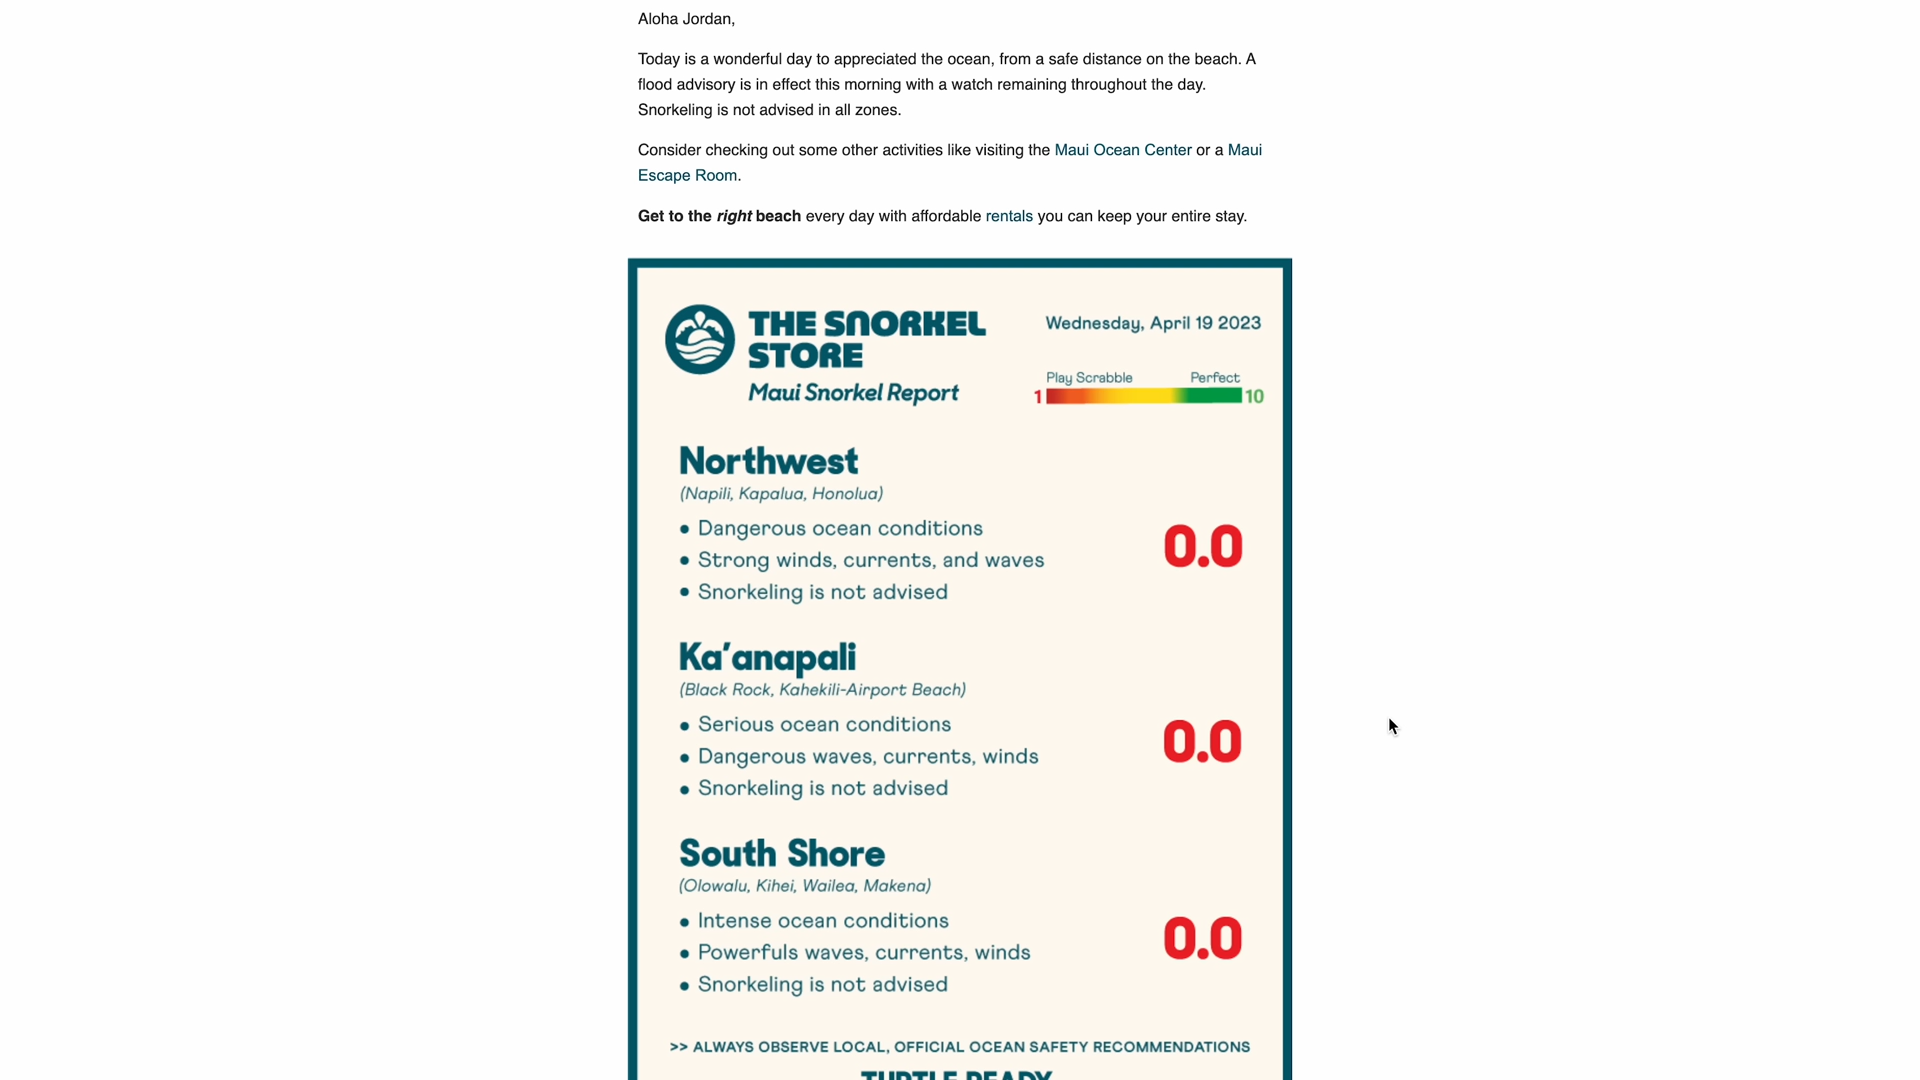 Aloha Jordan,
Today is a wonderful day to appreciated the ocean, from a safe distance on the beach. A
flood advisory is in effect this morning with a watch remaining throughout the day.
Snorkeling is not advised in all zones.
Consider checking out some other activities like visiting the Maui Ocean Center or a Maui
Escape Room.
Get to the right beach every day with affordable rentals you can keep your entire stay.
THE SNORKEL
STORE
Maui Snorkel Report
Wednesday, April 19 2023
Play Scrabble Perfect
1 10
Northwest
(Napili, Kapalua, Honolua)
• Dangerous ocean conditions
• Strong winds, currents, and waves
• Snorkeling is not advised
0.0
Ka'anapali
(Black Rock, Kahekili-Airport Beach)
• Serious ocean conditions
• Dangerous waves, currents, winds
• Snorkeling is not advised
0.0
South Shore
(Olowalu, Kihei, Wailea, Makena)
• Intense ocean conditions
• Powerfuls waves, currents, winds
• Snorkeling is not advised
0.0
>> ALWAYS OBSERVE LOCAL, OFFICIAL OCEAN SAFETY RECOMMENDATIONS
TURTLE READY